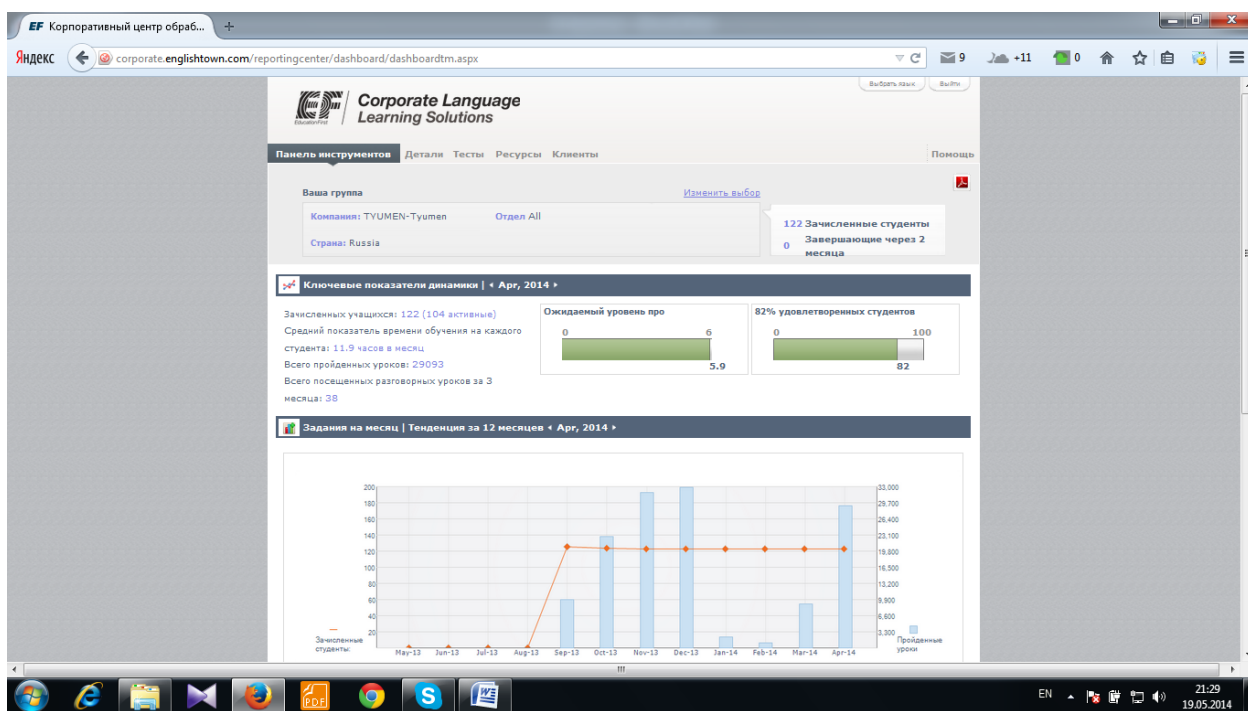 EF Корпоративный центр обраб...
Яндекс corporate.englishtown.com/reportingcenter/dashboard/dashboardtm.aspx 9 +11 0
Выбрать язык Выйти
EF Corporate Language
Education First Learning Solutions
Панель инструментов Детали Тесты Ресурсы Клиенты Помощь
Ваша группа Изменить выбор
Компания: TYUMEN-Tyumen Отдел All
Страна: Russia
122 Зачисленные студенты
0 Завершающие через 2
месяца
Ключевые показатели динамики | Apr, 2014
Зачисленных учащихся: 122 (104 активные)
Средний показатель времени обучения на каждого
студента: 11.9 часов в месяц
Всего пройденных уроков: 29093
Всего посещенных разговорных уроков за 3
месяца: 38
Ожидаемый уровень про
0 6
5.9
82% удовлетворенных студентов
0 100
82
Задания на месяц | Тенденция за 12 месяцев Apr, 2014
200 33,000
180 29,700
160 26,400
140 23,100
120 19,800
100 16,500
80 13,200
60 9,900
40 6,600
20 3,300
Зачисленные
студенты:
Пройденные
уроки
May-13 Jun-13 Jul-13 Aug-13 Sep-13 Oct-13 Nov-13 Dec-13 Jan-14 Feb-14 Mar-14 Apr-14
PDF
EN 21:29
19.05.2014